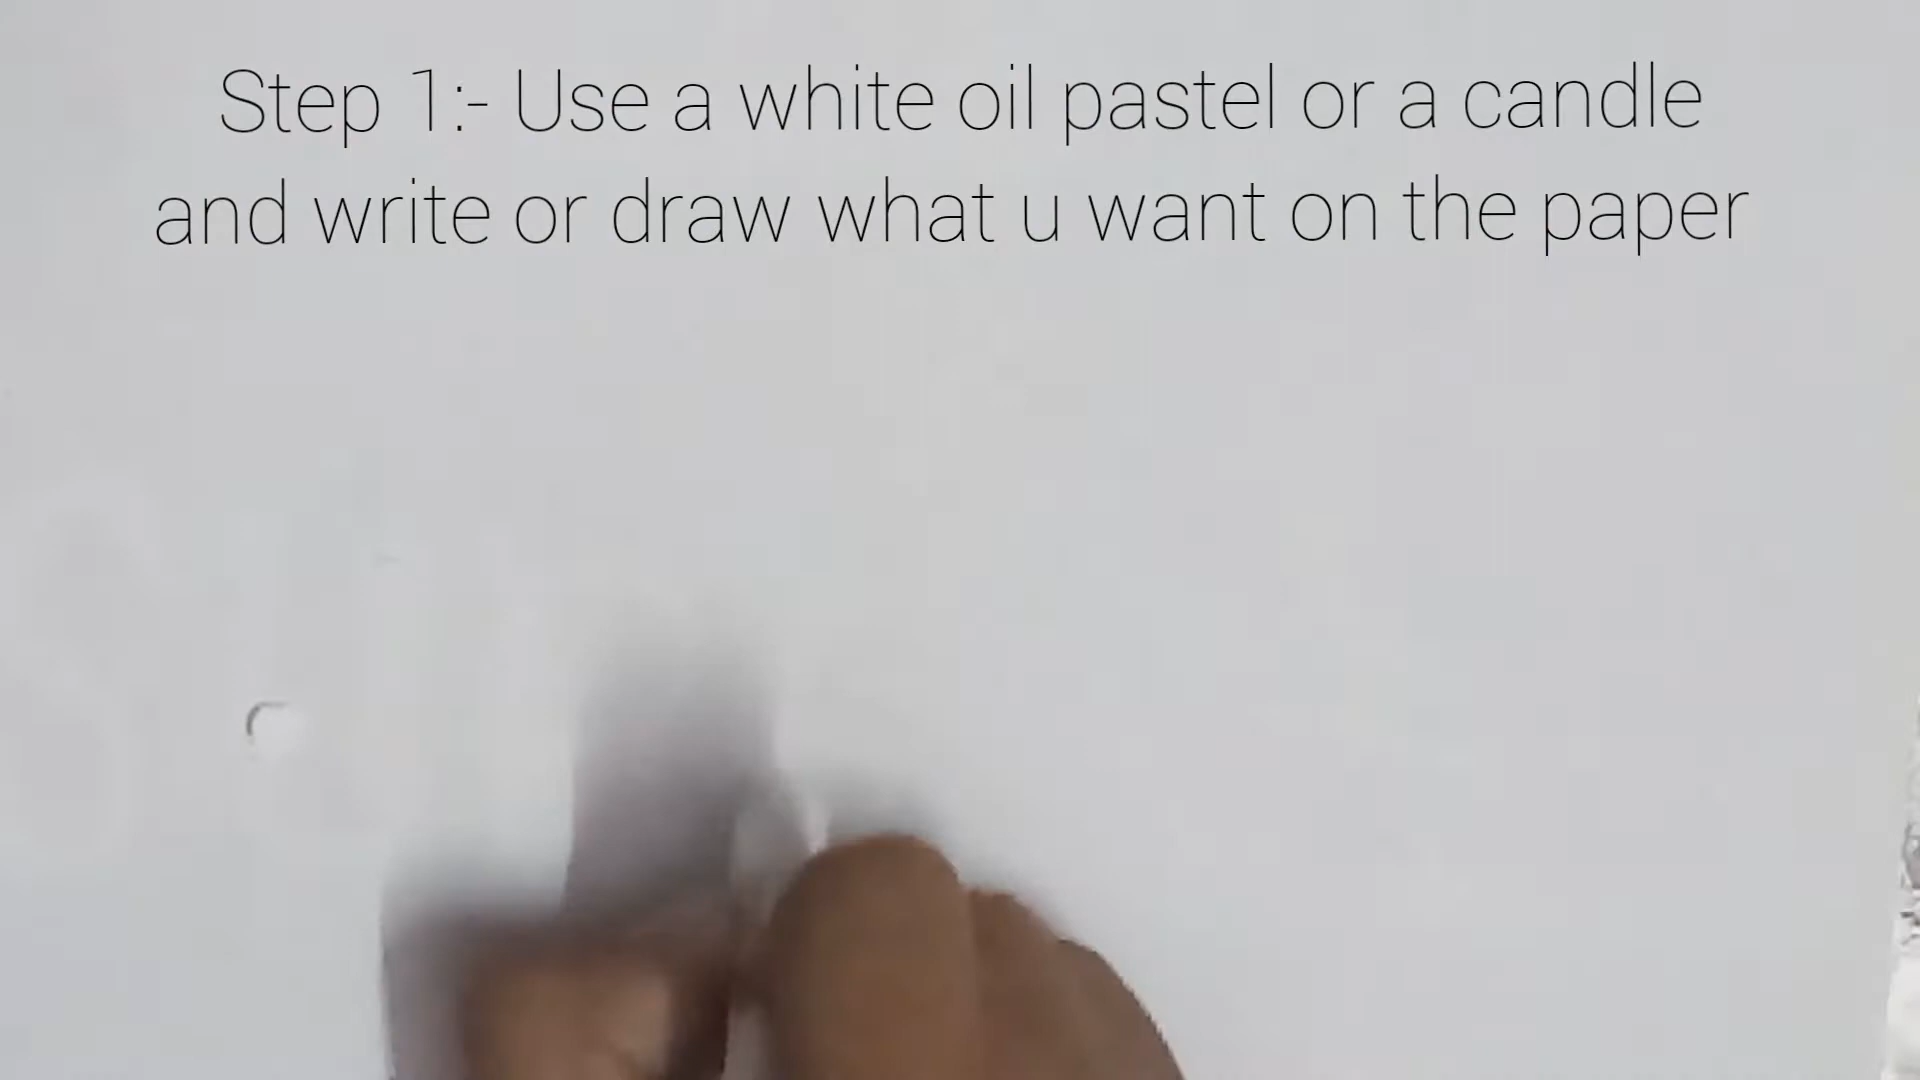 Step 1:- Use a white oil pastel or a candle
and write or draw what u want on the paper